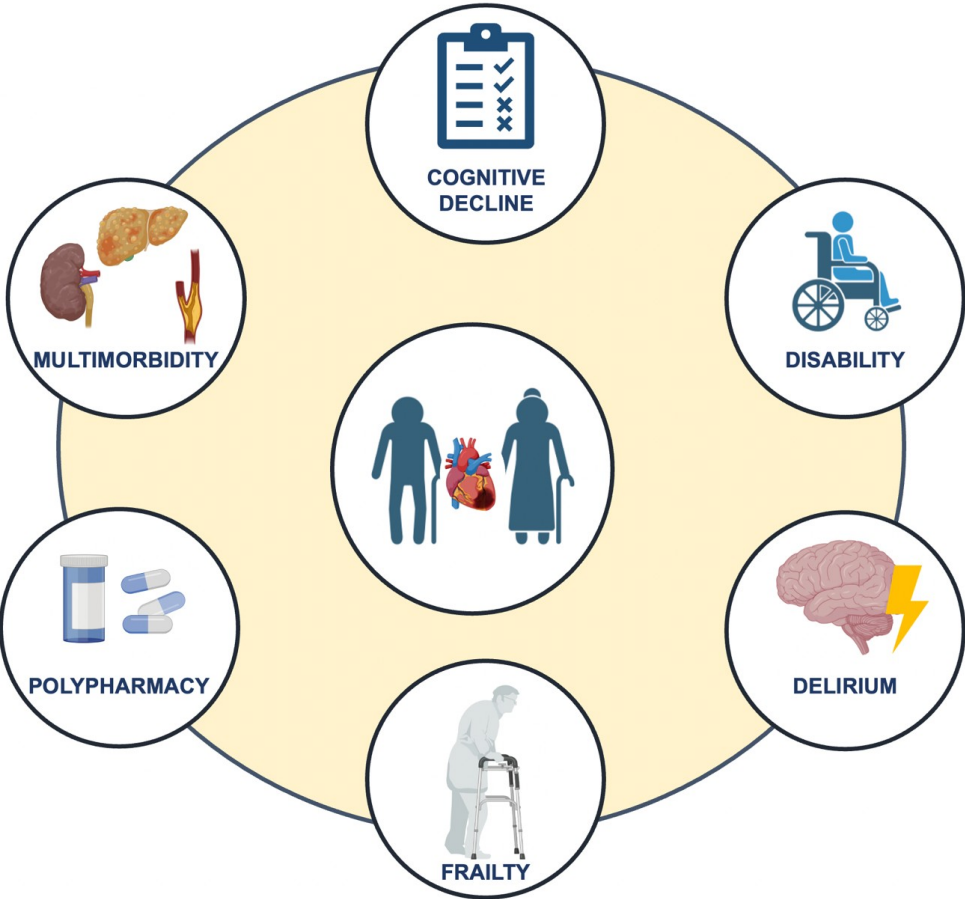 COGNITIVE
DECLINE
MULTIMORBIDITY
DISABILITY
POLYPHARMACY
DELIRIUM
FRAILTY